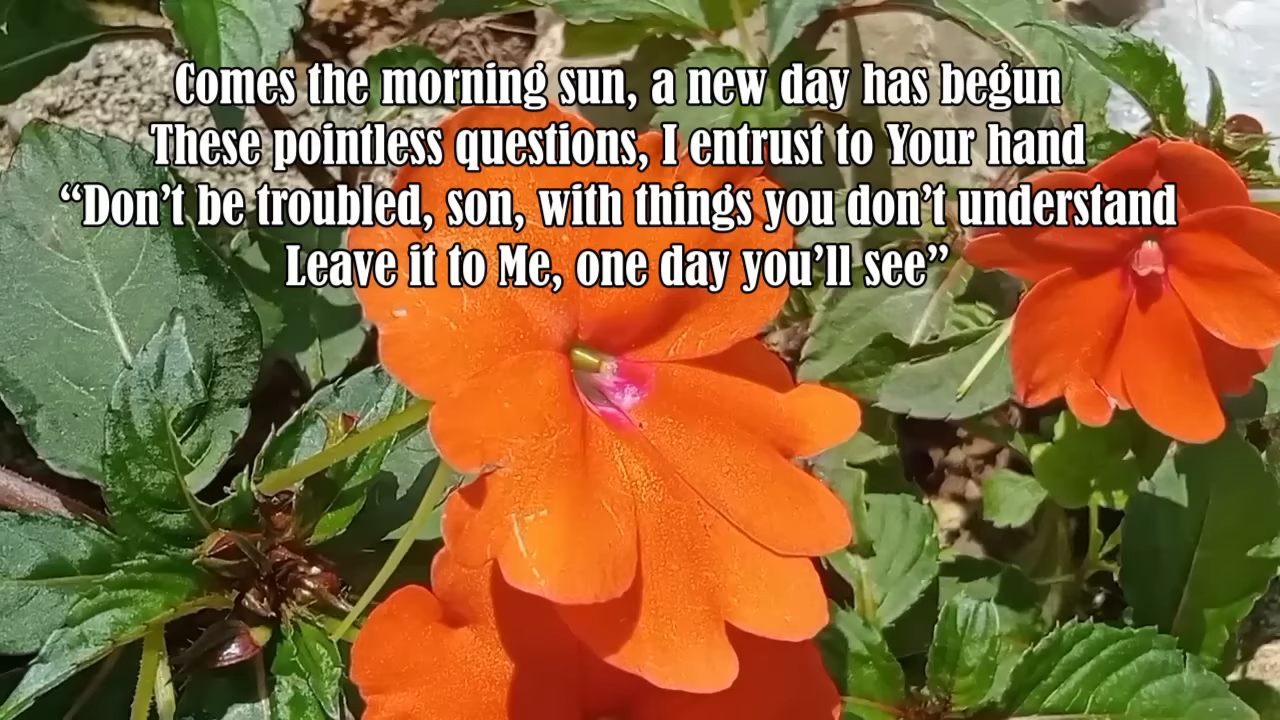 Comes the morning sun, a new day has begun
These pointless questions, I entrust to Your hand
“Don’t be troubled, son, with things you don’t understand
Leave it to Me, one day you’ll see”